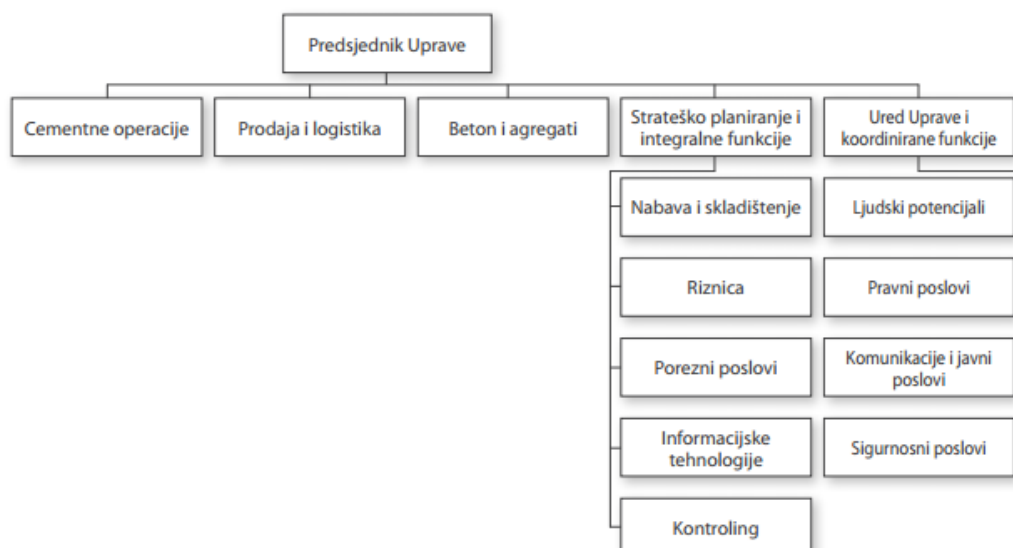 Predsjednik Uprave
Cementne operacije
Prodaja i logistika
Beton i agregati
Strateško planiranje i
integralne funkcije
Ured Uprave i
koordinirane funkcije
Nabava i skladištenje
Ljudski potencijali
Riznica
Pravni poslovi
Porezni poslovi
Komunikacije i javni
poslovi
Informacijske
tehnologije
Sigurnosni poslovi
Kontroling